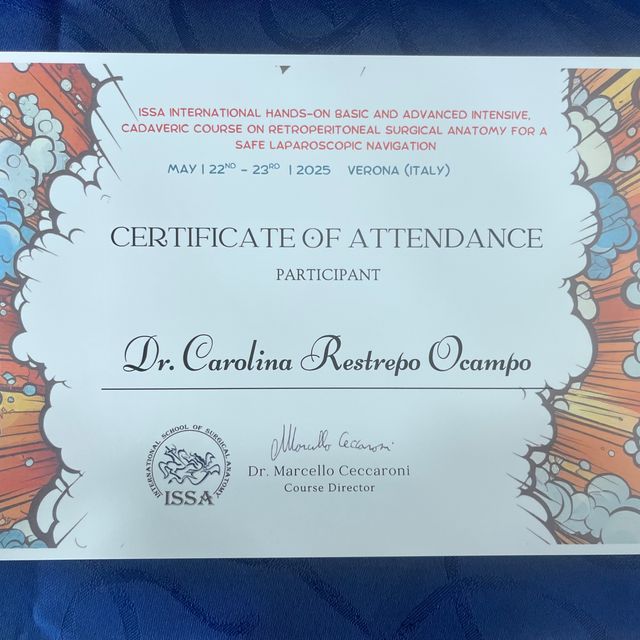 ISSA INTERNATIONAL HANDS-ON BASIC AND ADVANCED INTENSIVE,
CADAVERIC COURSE ON RETROPERITONEAL SURGICAL ANATOMY FOR A
SAFE LAPAROSCOPIC NAVIGATION
MAY | 22ND - 23RD | 2025 VERONA (ITALY)
CERTIFICATE OF ATTENDANCE
PARTICIPANT
Dr. Carolina Restrepo Ocampo
Marcello Ceccaroni
INTERNATIONAL SCHOOL OF SURGICAL ANATOMY
ISSA
Dr. Marcello Ceccaroni
Course Director